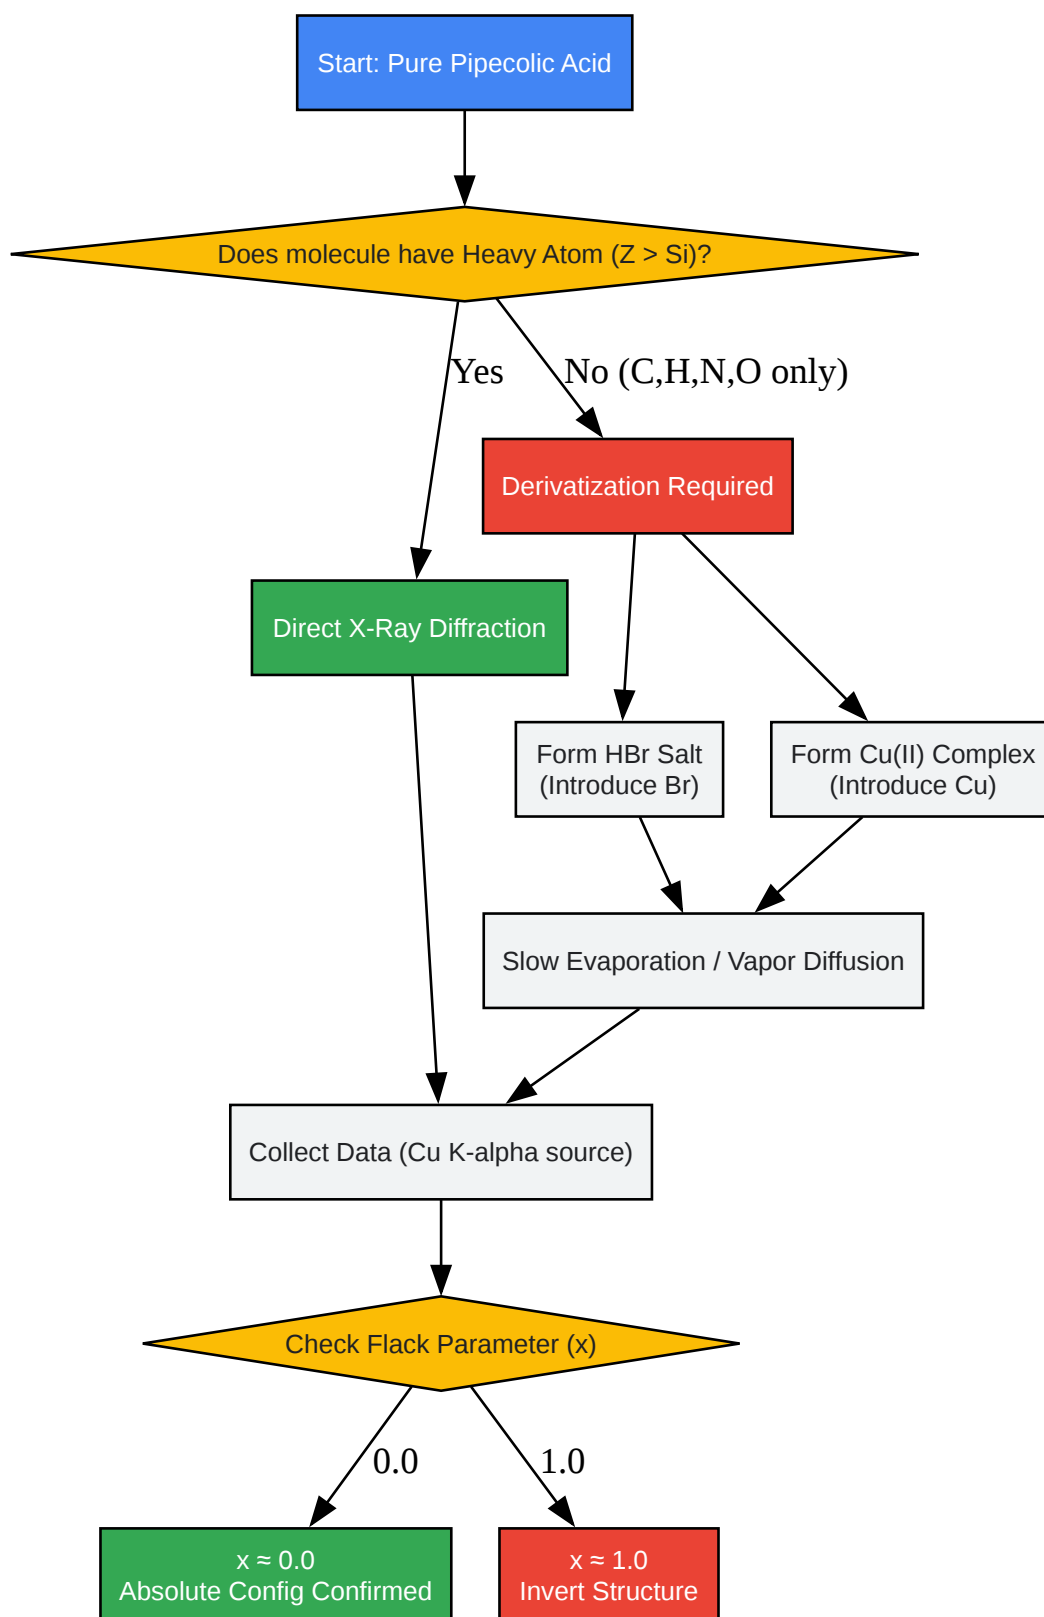 Start: Pure Pipecolic Acid
Does molecule have Heavy Atom (Z > Si)?
Yes
No (C,H,N,O only)
Derivatization Required
Direct X-Ray Diffraction
Form HBr Salt
(Introduce Br)
Form Cu(II) Complex
(Introduce Cu)
Slow Evaporation / Vapor Diffusion
Collect Data (Cu K-alpha source)
Check Flack Parameter (x)
0.0
1.0
x ≈ 0.0
Absolute Config Confirmed
x ≈ 1.0
Invert Structure